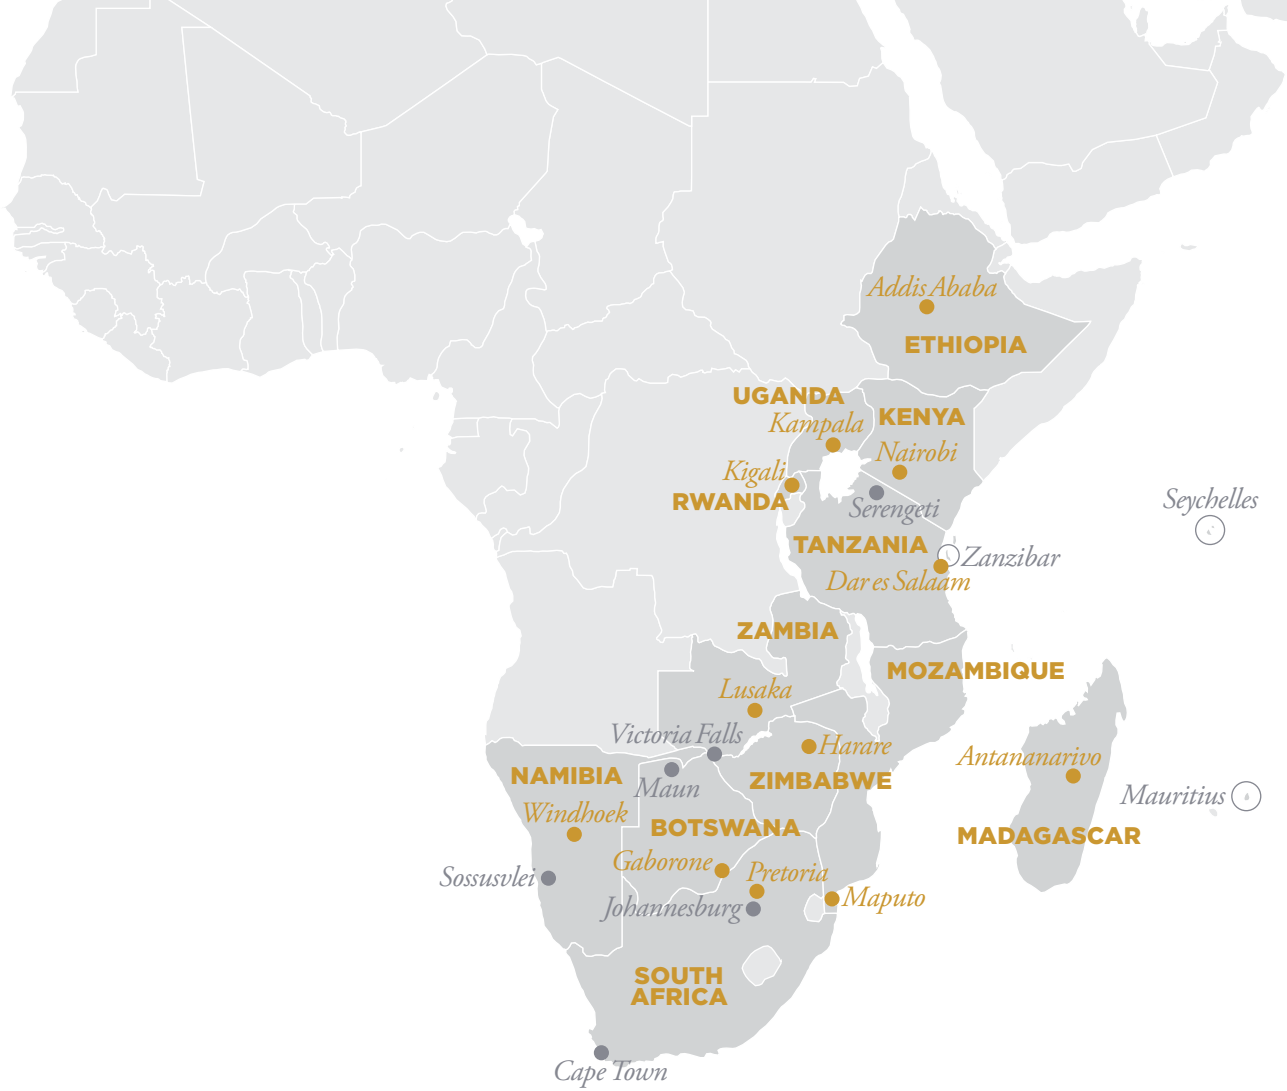 Addis Ababa
ETHIOPIA
UGANDA
Kampala
KENYA
Nairobi
Kigali
RWANDA
Serengeti
Seychelles
TANZANIA
Zanzibar
Dar es Salaam
ZAMBIA
MOZAMBIQUE
Lusaka
Victoria Falls
Harare
Antananarivo
NAMIBIA
Maun
ZIMBABWE
Mauritius
Windhoek
BOTSWANA
MADAGASCAR
Gaborone
Pretoria
Sossusvlei
Johannesburg
Maputo
SOUTH
AFRICA
Cape Town